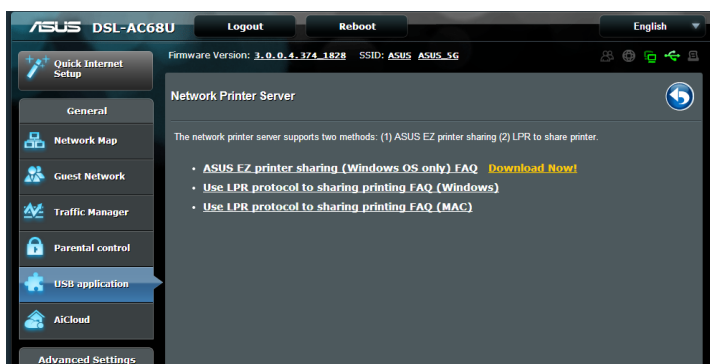 ASUS DSL-AC68U Logout Reboot English
Firmware Version: 3.0.0.4.374_1828 SSID: ASUS ASUS_5G
Quick Internet
Setup
General
Network Map
Guest Network
Traffic Manager
Parental control
USB application
AiCloud
Advanced Settings
Network Printer Server
The network printer server supports two methods: (1) ASUS EZ printer sharing (2) LPR to share printer.
• ASUS EZ printer sharing (Windows OS only) FAQ Download Now!
• Use LPR protocol to sharing printing FAQ (Windows)
• Use LPR protocol to sharing printing FAQ (MAC)